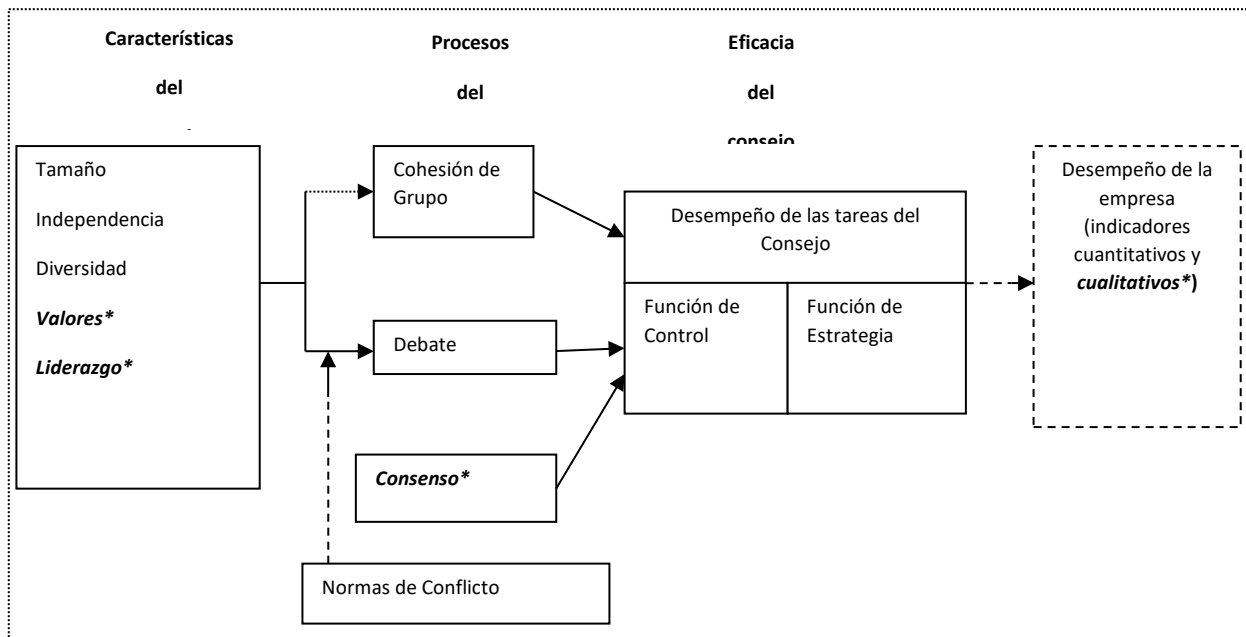 Características
del
Procesos
del
Eficacia
del
consejo
Tamaño
Independencia
Diversidad
Valores*
Liderazgo*
Cohesión de
Grupo
Debate
Consenso*
Normas de Conflicto
Desempeño de las tareas del
Consejo
Función de
Control
Función de
Estrategia
Desempeño de la
empresa
(indicadores
cuantitativos y
cualitativos*)